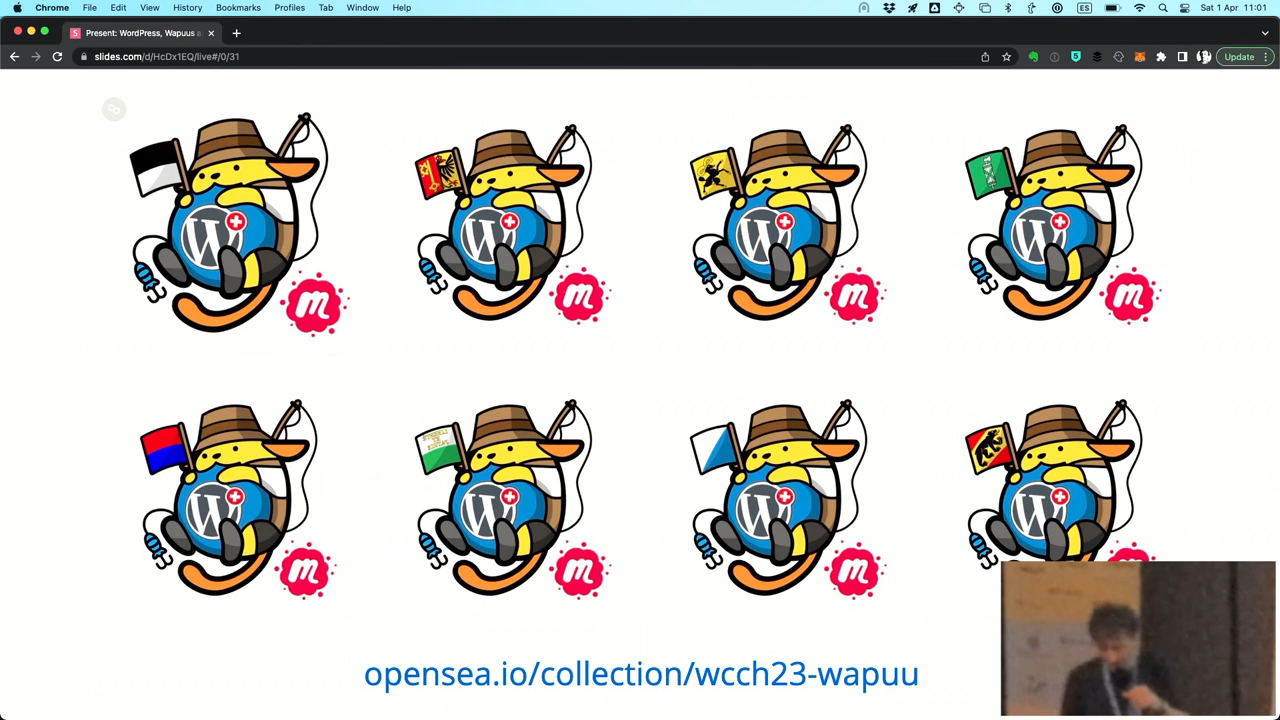 Chrome File Edit View History Bookmarks Profiles Tab Window Help ES Sat 1 Apr 11:01
Present: WordPress, Wapuus a
slides.com/d/HcDx1EQ/live#/0/31 Update
W m W m W m W m
W m W m W m W
opensea.io/collection/wcch23-wapuu